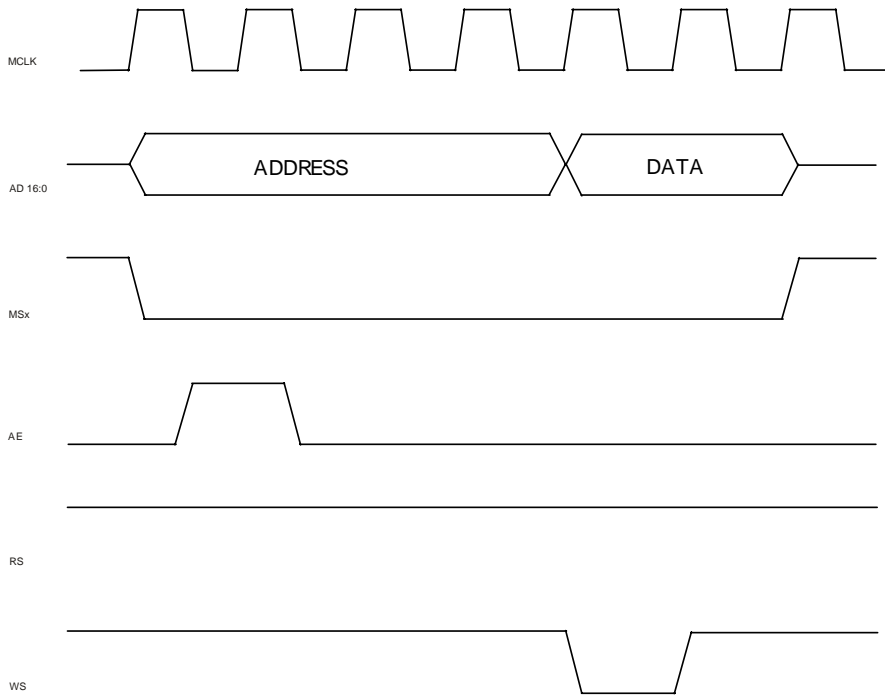 MCLK
ADDRESS DATA
AD 16:0
MSx
AE
RS
WS